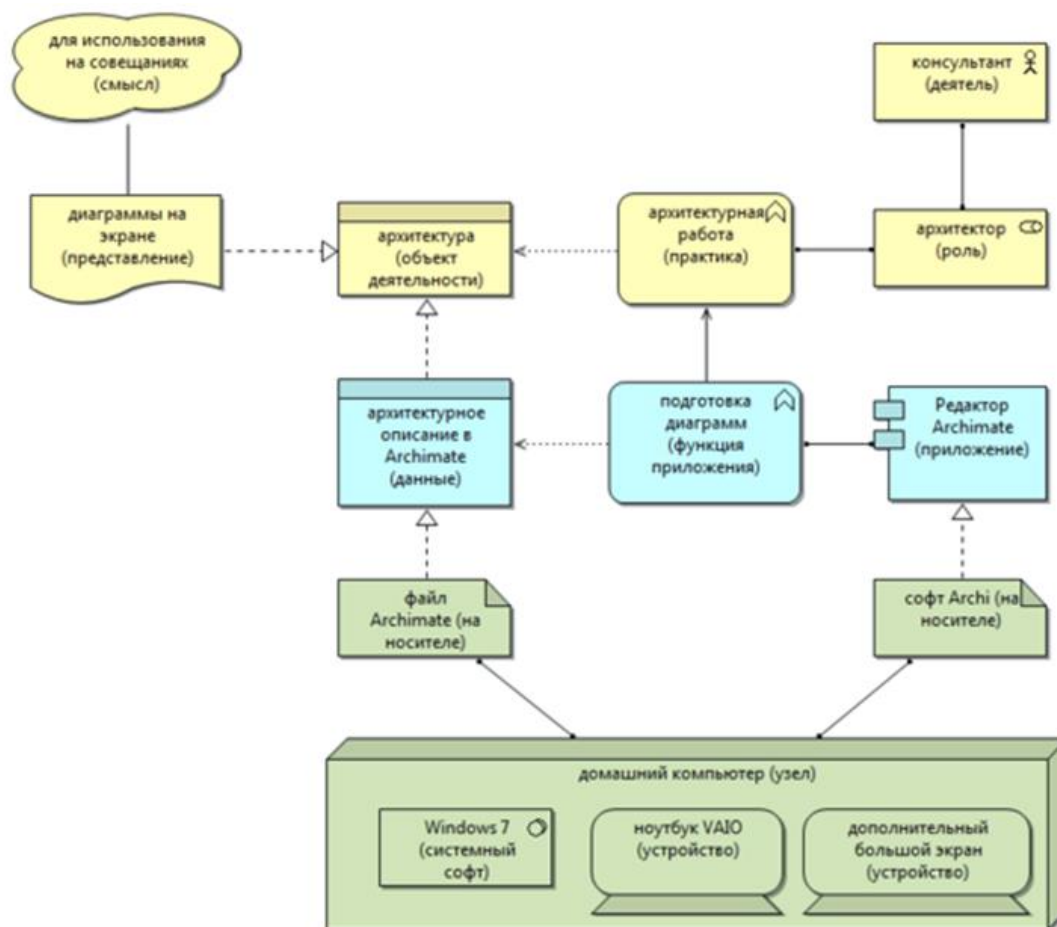 для использования
на совещаниях
(смысл)
консультант
(деятель)
диаграммы на
экране
(представление)
архитектура
(объект
деятельности)
архитектурная
работа
(практика)
архитектор
(роль)
архитектурное
описание в
Archimate
(данные)
подготовка
диаграмм
(функция
приложения)
Редактор
Archimate
(приложение)
файл
Archimate (на
носителе)
софт Archi (на
носителе)
домашний компьютер (узел)
Windows 7
(системный
софт)
ноутбук VAIO
(устройство)
дополнительный
большой экран
(устройство)